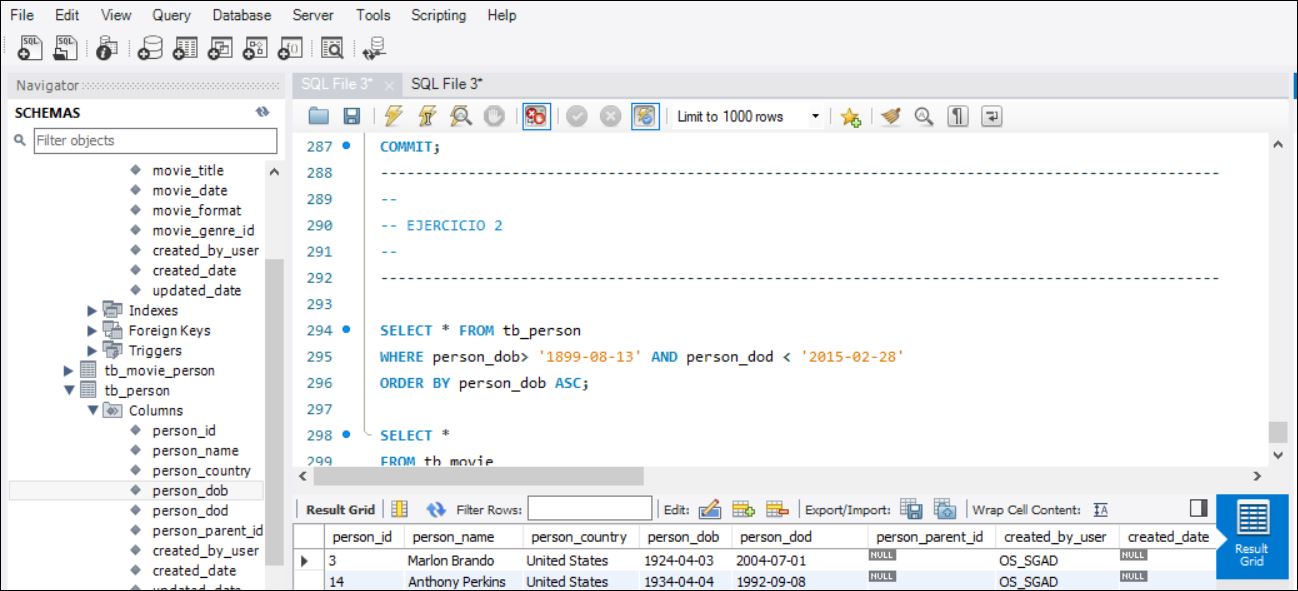 File Edit View Query Database Server Tools Scripting Help
Navigator
SCHEMAS
Filter objects
movie_title
movie_date
movie_format
movie_genre_id
created_by_user
created_date
updated_date
Indexes
Foreign Keys
Triggers
tb_movie_person
tb_person
Columns
person_id
person_name
person_country
person_dob
person_dod
person_parent_id
created_by_user
created_date
updated_date
SQL File 3* SQL File 3*
Limit to 1000 rows
287 COMMIT;
288 ------------------------------------------------------------------------------------------------
289 --
290 -- EJERCICIO 2
291 --
292 ------------------------------------------------------------------------------------------------
293
294 SELECT * FROM tb_person
295 WHERE person_dob> '1899-08-13' AND person_dod < '2015-02-28'
296 ORDER BY person_dob ASC;
297
298 SELECT *
299 FROM tb_movie
Result Grid Filter Rows: Edit: Export/Import: Wrap Cell Content:
person_id person_name person_country person_dob person_dod person_parent_id created_by_user created_date
3 Marlon Brando United States 1924-04-03 2004-07-01 NULL OS_SGAD NULL
14 Anthony Perkins United States 1934-04-04 1992-09-08 NULL OS_SGAD NULL
Result
Grid